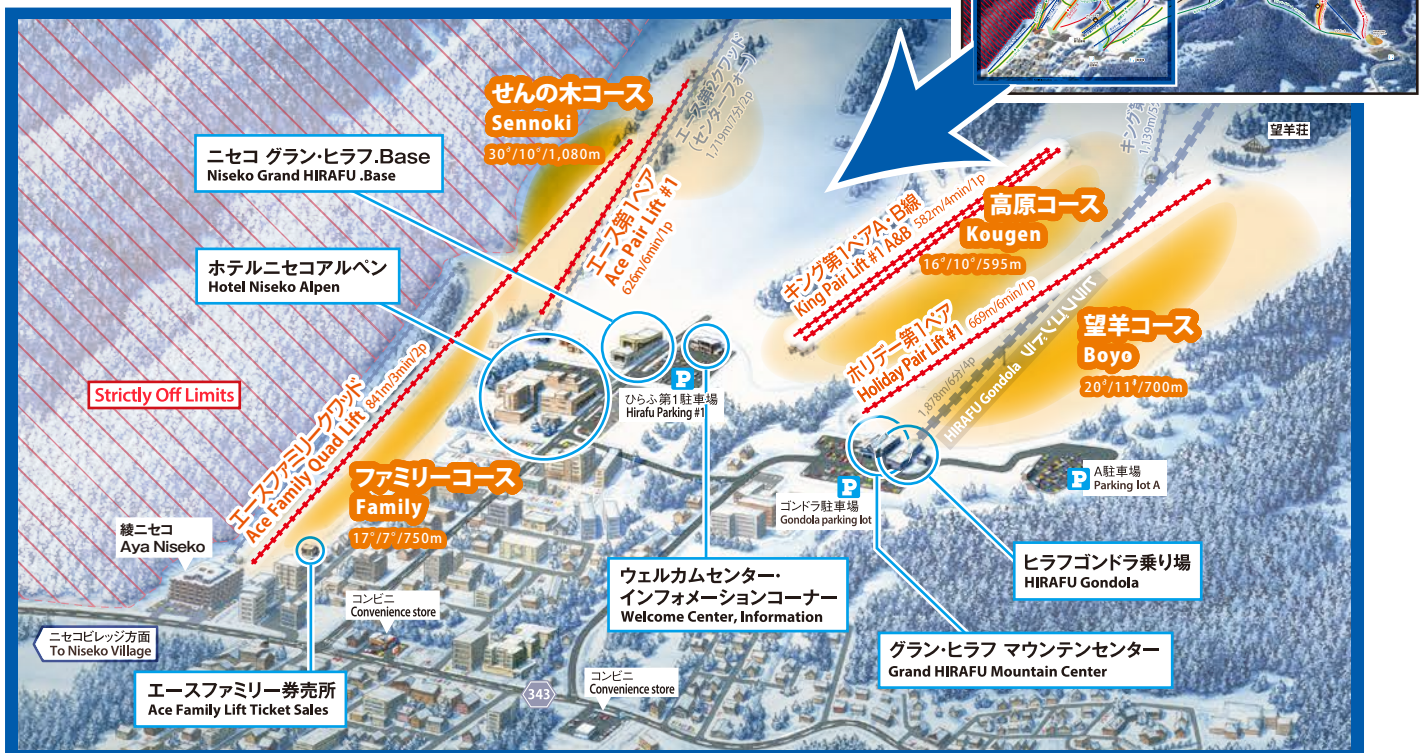 エース第2クワッド
(センターフォー)
1,719m/7分/2p
せんの木コース
Sennoki
30°/10°/1,080m
望羊荘
1,139m/5分
ニセコ グラン・ヒラフ.Base
Niseko Grand HIRAFU .Base
エース第1ペア
Ace Pair Lift #1
626m/6min/1p
キング第1ペアA・B線
King Pair Lift #1 A&B 582m/4min/1p
高原コース
Kougen
16°/10°/595m
ホテルニセコアルペン
Hotel Niseko Alpen
ホリデー第1ペア
Holiday Pair Lift #1 669m/6min/1p
1,878m/6分/4p
HIRAFU Gondola
望羊コース
Boyo
20°/11°/700m
Strictly Off Limits
P
ひらふ第1駐車場
Hirafu Parking #1
エースファミリークワッド
Ace Family Quad Lift 841m/3min/2p
ファミリーコース
Family
17°/7°/750m
P
ゴンドラ駐車場
Gondola parking lot
P
A駐車場
Parking lot A
綾ニセコ
Aya Niseko
コンビニ
Convenience store
ウェルカムセンター・
インフォメーションコーナー
Welcome Center, Information
ヒラフゴンドラ乗り場
HIRAFU Gondola
ニセコビレッジ方面
To Niseko Village
グラン・ヒラフ マウンテンセンター
Grand HIRAFU Mountain Center
エースファミリー券売所
Ace Family Lift Ticket Sales
343
コンビニ
Convenience store